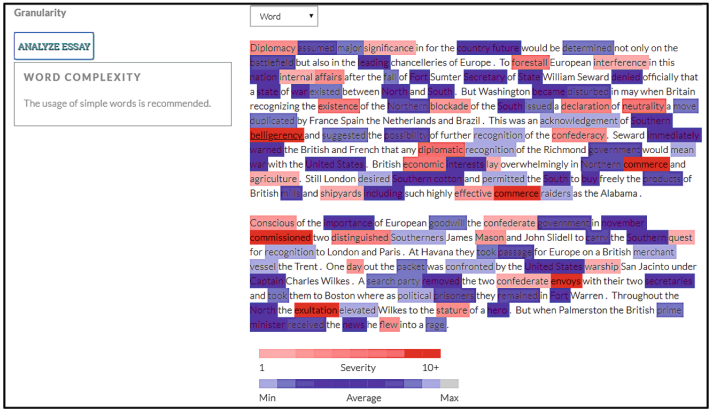 Granularity
Word
ANALYZE ESSAY
WORD COMPLEXITY
The usage of simple words is recommended.
Diplomacy assumed major significance in for the country future would be determined not only on the
battlefield but also in the leading chancelleries of Europe . To forestall European interference in this
nation internal affairs after the fall of Fort Sumter Secretary of State William Seward denied officially that
a state of war existed between North and South . But Washington became disturbed in may when Britain
recognizing the existence of the Northern blockade of the South issued a declaration of neutrality a move
duplicated by France Spain the Netherlands and Brazil . This was an acknowledgement of Southern
belligerency and suggested the possibility of further recognition of the confederacy . Seward immediately
warned the British and French that any diplomatic recognition of the Richmond government would mean
war with the United States . British economic interests lay overwhelmingly in Northern commerce and
agriculture . Still London desired Southern cotton and permitted the South to buy freely the products of
British mills and shipyards including such highly effective commerce raiders as the Alabama .
Conscious of the importance of European goodwill the confederate government in november
commissioned two distinguished Southerners James Mason and John Slidell to carry the Southern quest
for recognition to London and Paris . At Havana they took passage for Europe on a British merchant
vessel the Trent . One day out the packet was confronted by the United States warship San Jacinto under
Captain Charles Wilkes . A search party removed the two confederate envoys with their two secretaries
and took them to Boston where as political prisoners they remained in Fort Warren . Throughout the
North the exultation elevated Wilkes to the stature of a hero . But when Palmerston the British prime
minister received the news he flew into a rage .
1 Severity 10+
Min Average Max